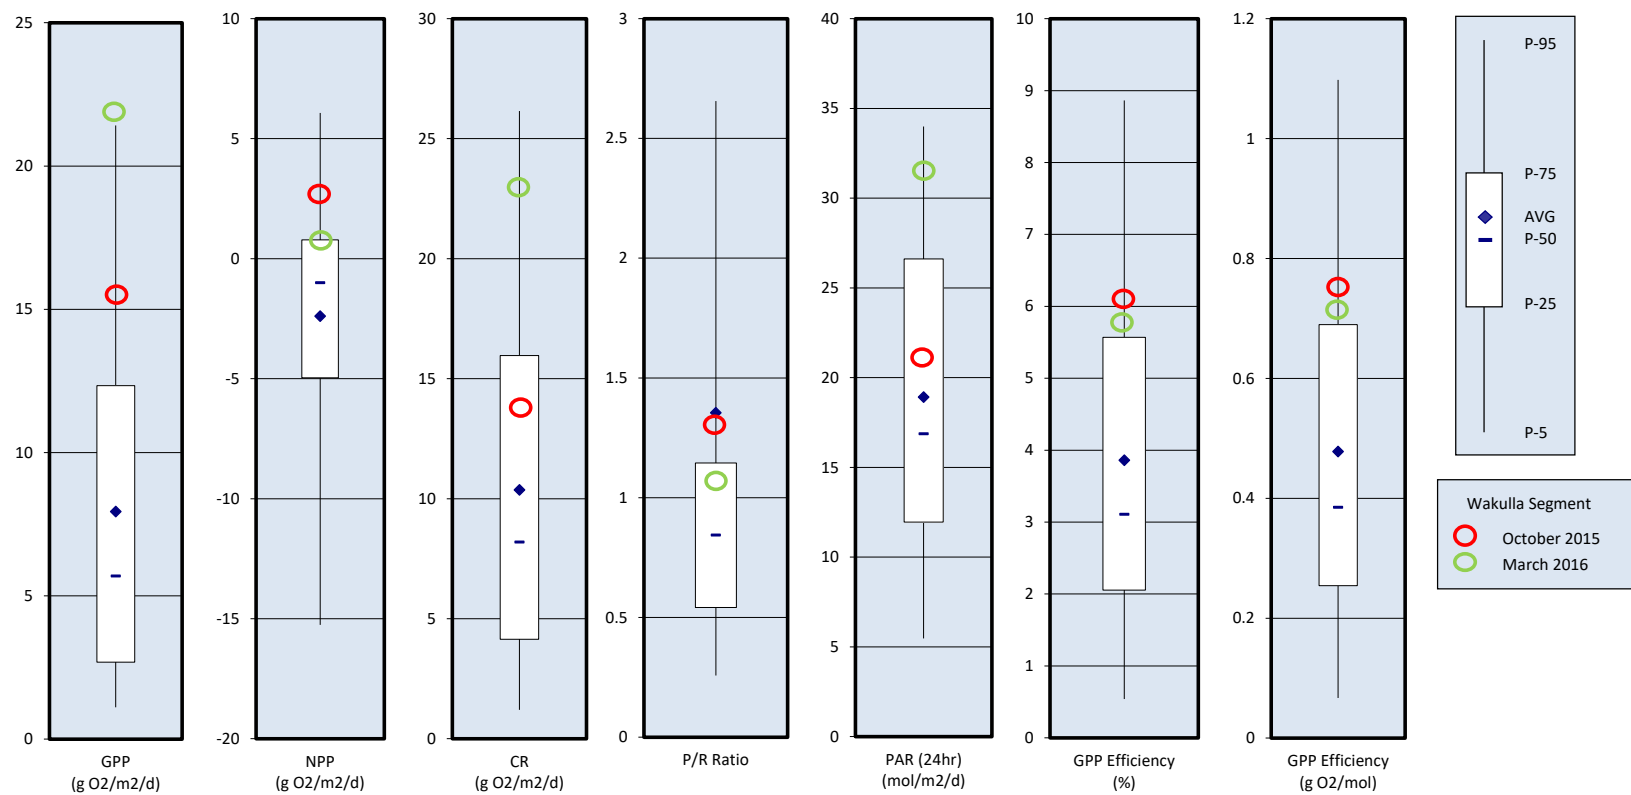 25
20
15
10
5
0
GPP
(g O2/m2/d)
10
5
0
-5
-10
-15
-20
NPP
(g O2/m2/d)
30
25
20
15
10
5
0
CR
(g O2/m2/d)
3
2.5
2
1.5
1
0.5
0
P/R Ratio
40
35
30
25
20
15
10
5
0
PAR (24hr)
(mol/m2/d)
10
9
8
7
6
5
4
3
2
1
0
GPP Efficiency
(%)
1.2
1
0.8
0.6
0.4
0.2
0
GPP Efficiency
(g O2/mol)
P-95
P-75
AVG
P-50
P-25
P-5
Wakulla Segment
October 2015
March 2016